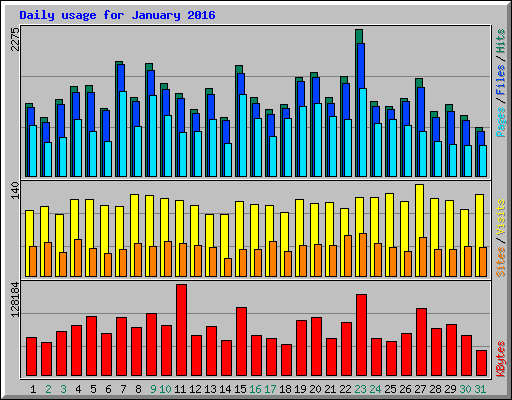 Daily usage for January 2016
2275
Pages / Files / Hits
140
Sites / Visits
128184
KBytes
1 2 3 4 5 6 7 8 9 10 11 12 13 14 15 16 17 18 19 20 21 22 23 24 25 26 27 28 29 30 31